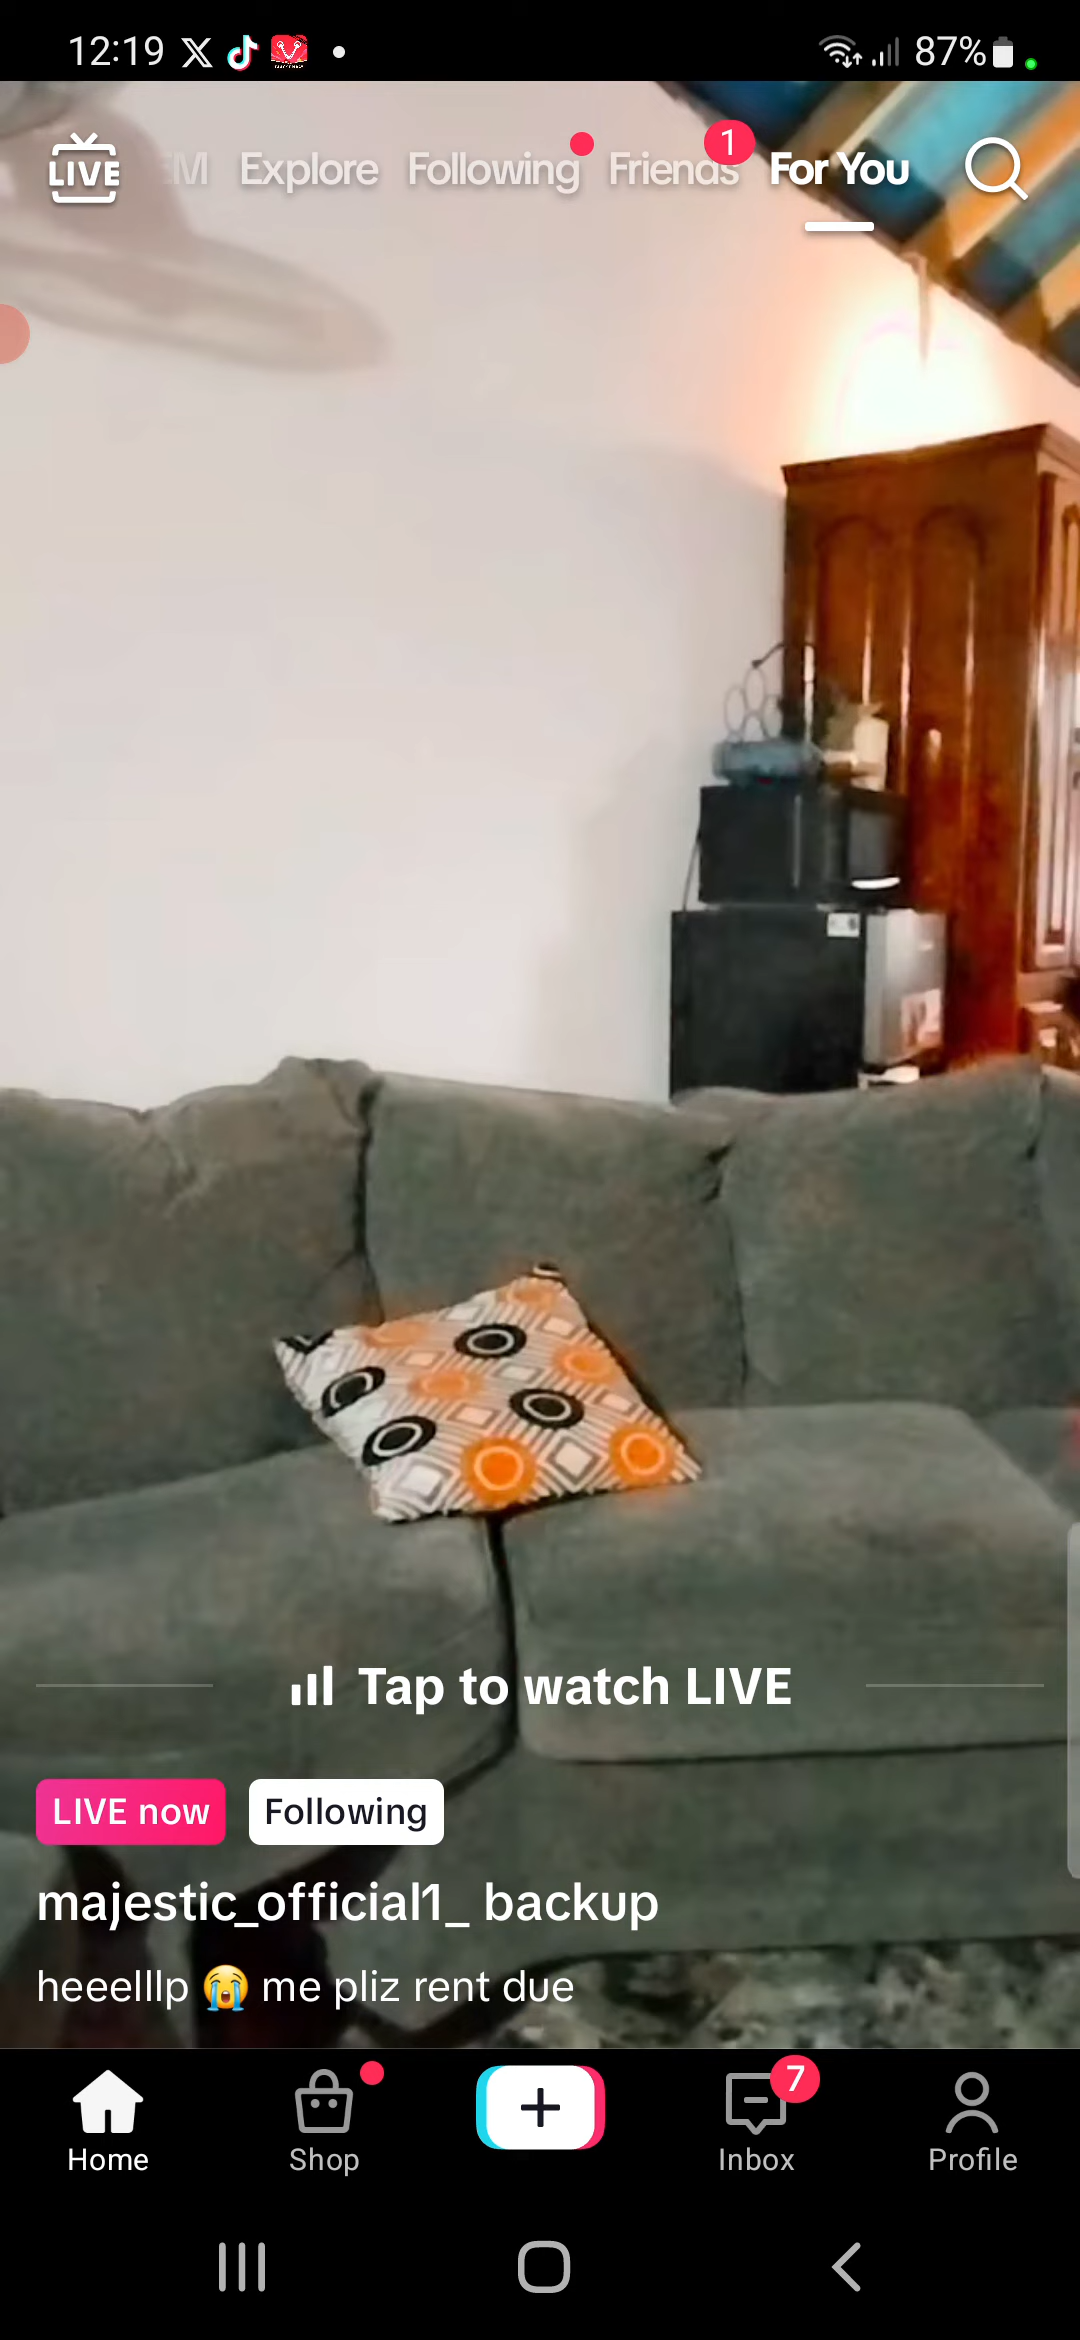 12:19 87%
LIVE Explore Following Friends 1 For You
Tap to watch LIVE
LIVE now Following
majestic_official1_ backup
heeelllp 😭 me pliz rent due
7
Home Shop Inbox Profile